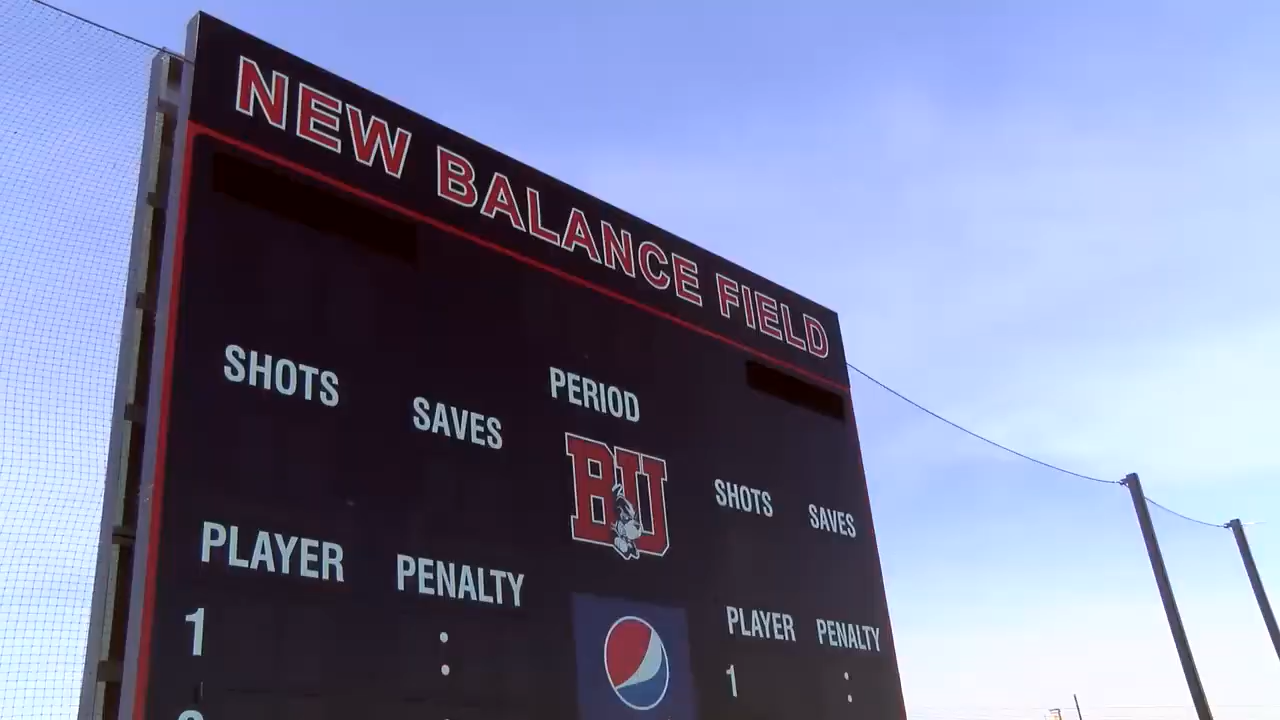 NEW BALANCE FIELD
SHOTS SAVES PERIOD SHOTS SAVES
BU
PLAYER PENALTY PLAYER PENALTY
1 : 1 :